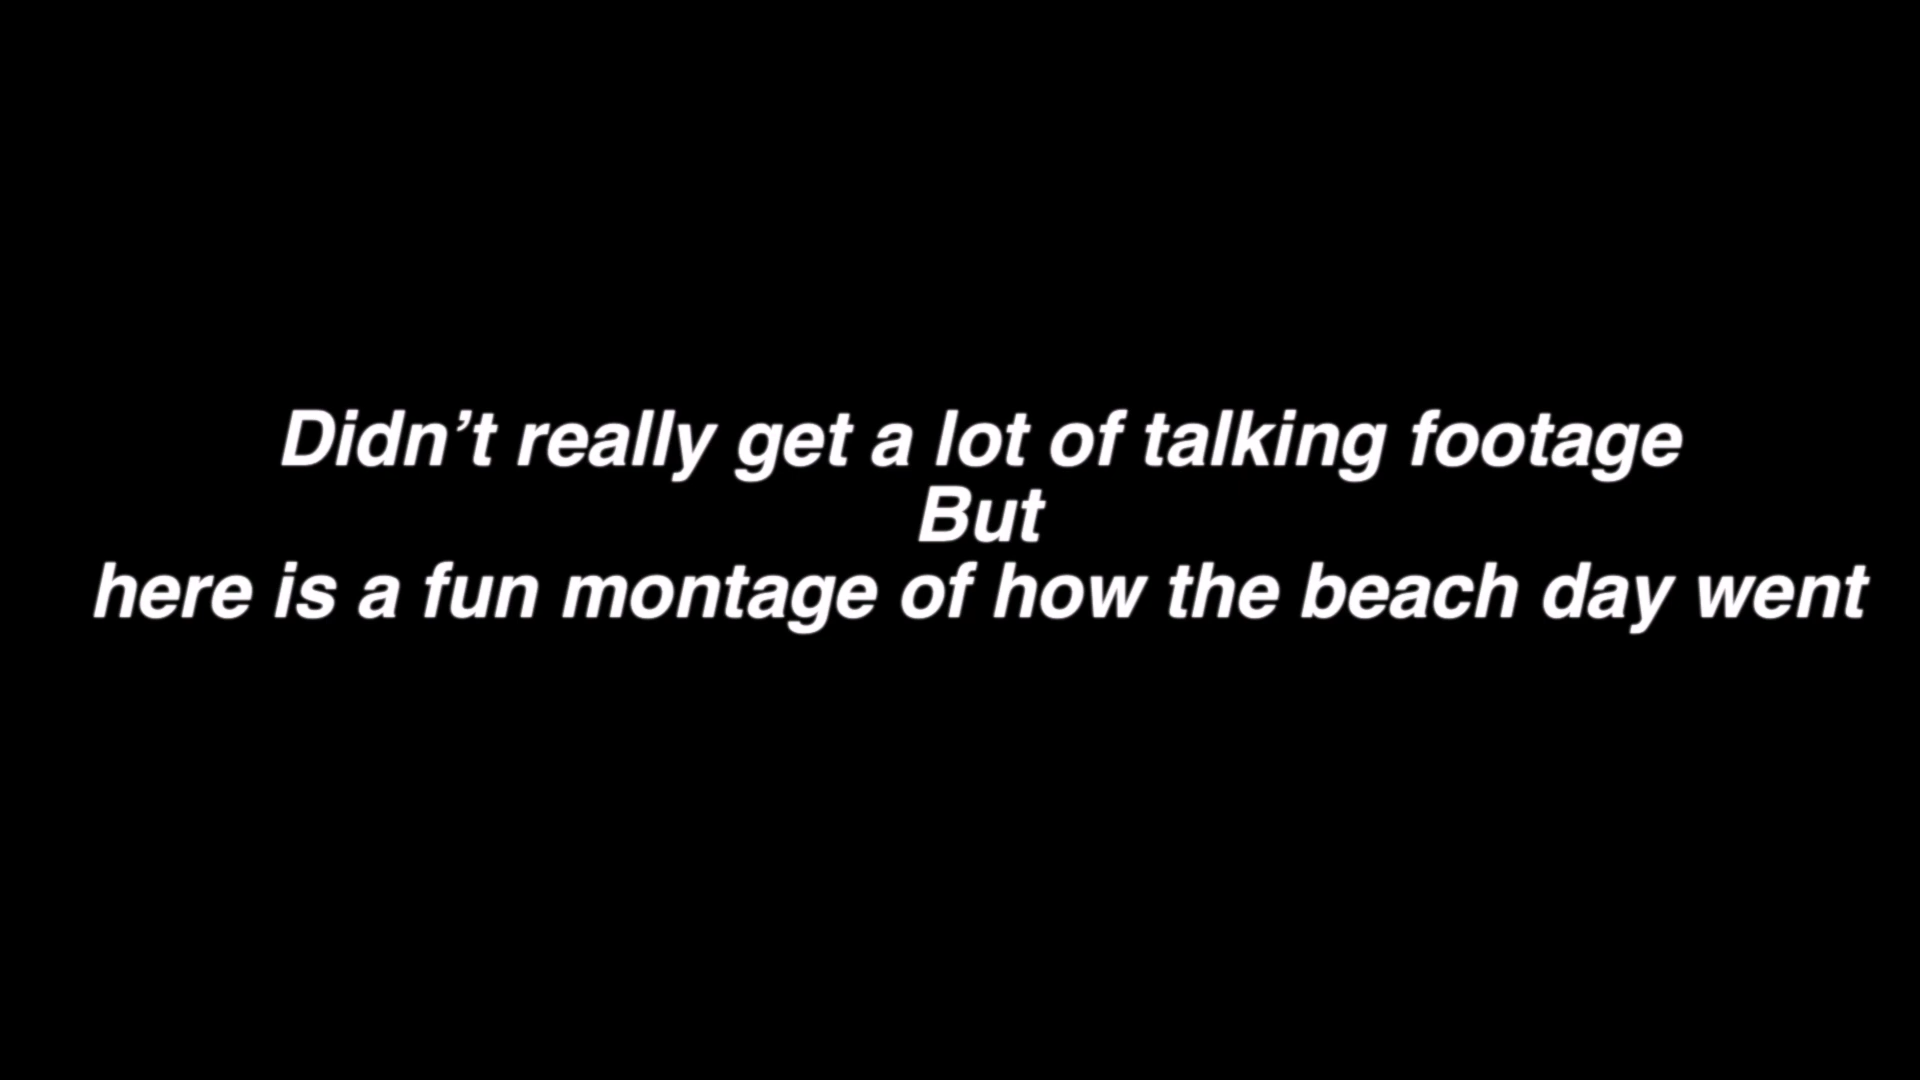 Didn’t really get a lot of talking footage
But
here is a fun montage of how the beach day went